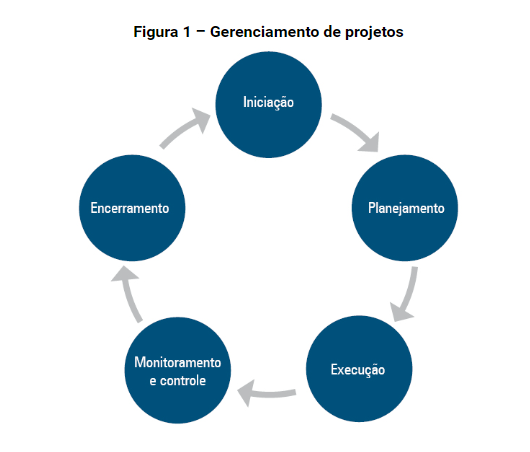 Figura 1 – Gerenciamento de projetos
Iniciação
Planejamento
Execução
Monitoramento
e controle
Encerramento